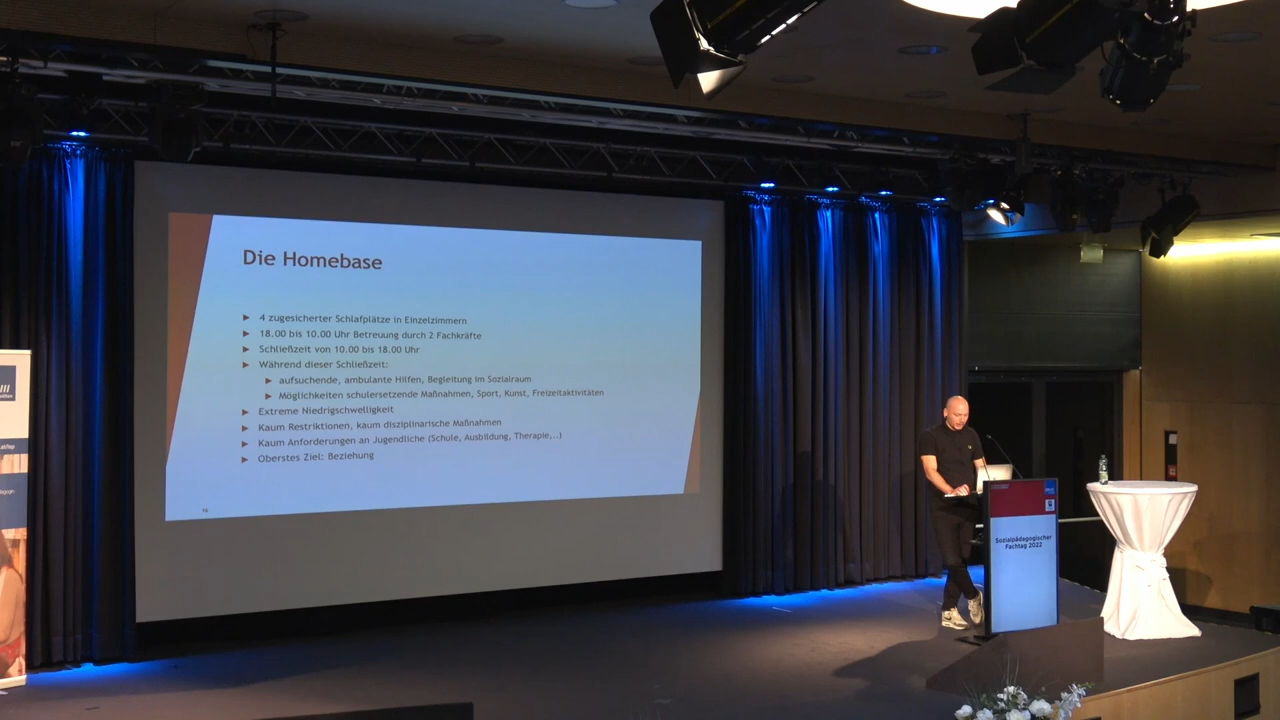 Die Homebase
4 zugesicherter Schlafplätze in Einzelzimmern
18.00 bis 10.00 Uhr Betreuung durch 2 Fachkräfte
Schließzeit von 10.00 bis 18.00 Uhr
Während dieser Schließzeit:
aufsuchende, ambulante Hilfen, Begleitung im Sozialraum
Möglichkeiten schulersetzende Maßnahmen, Sport, Kunst, Freizeitaktivitäten
Extreme Niedrigschwelligkeit
Kaum Restriktionen, kaum disziplinarische Maßnahmen
Kaum Anforderungen an Jugendliche (Schule, Ausbildung, Therapie,..)
Oberstes Ziel: Beziehung
16
Sozialpädagogischer
Fachtag 2022